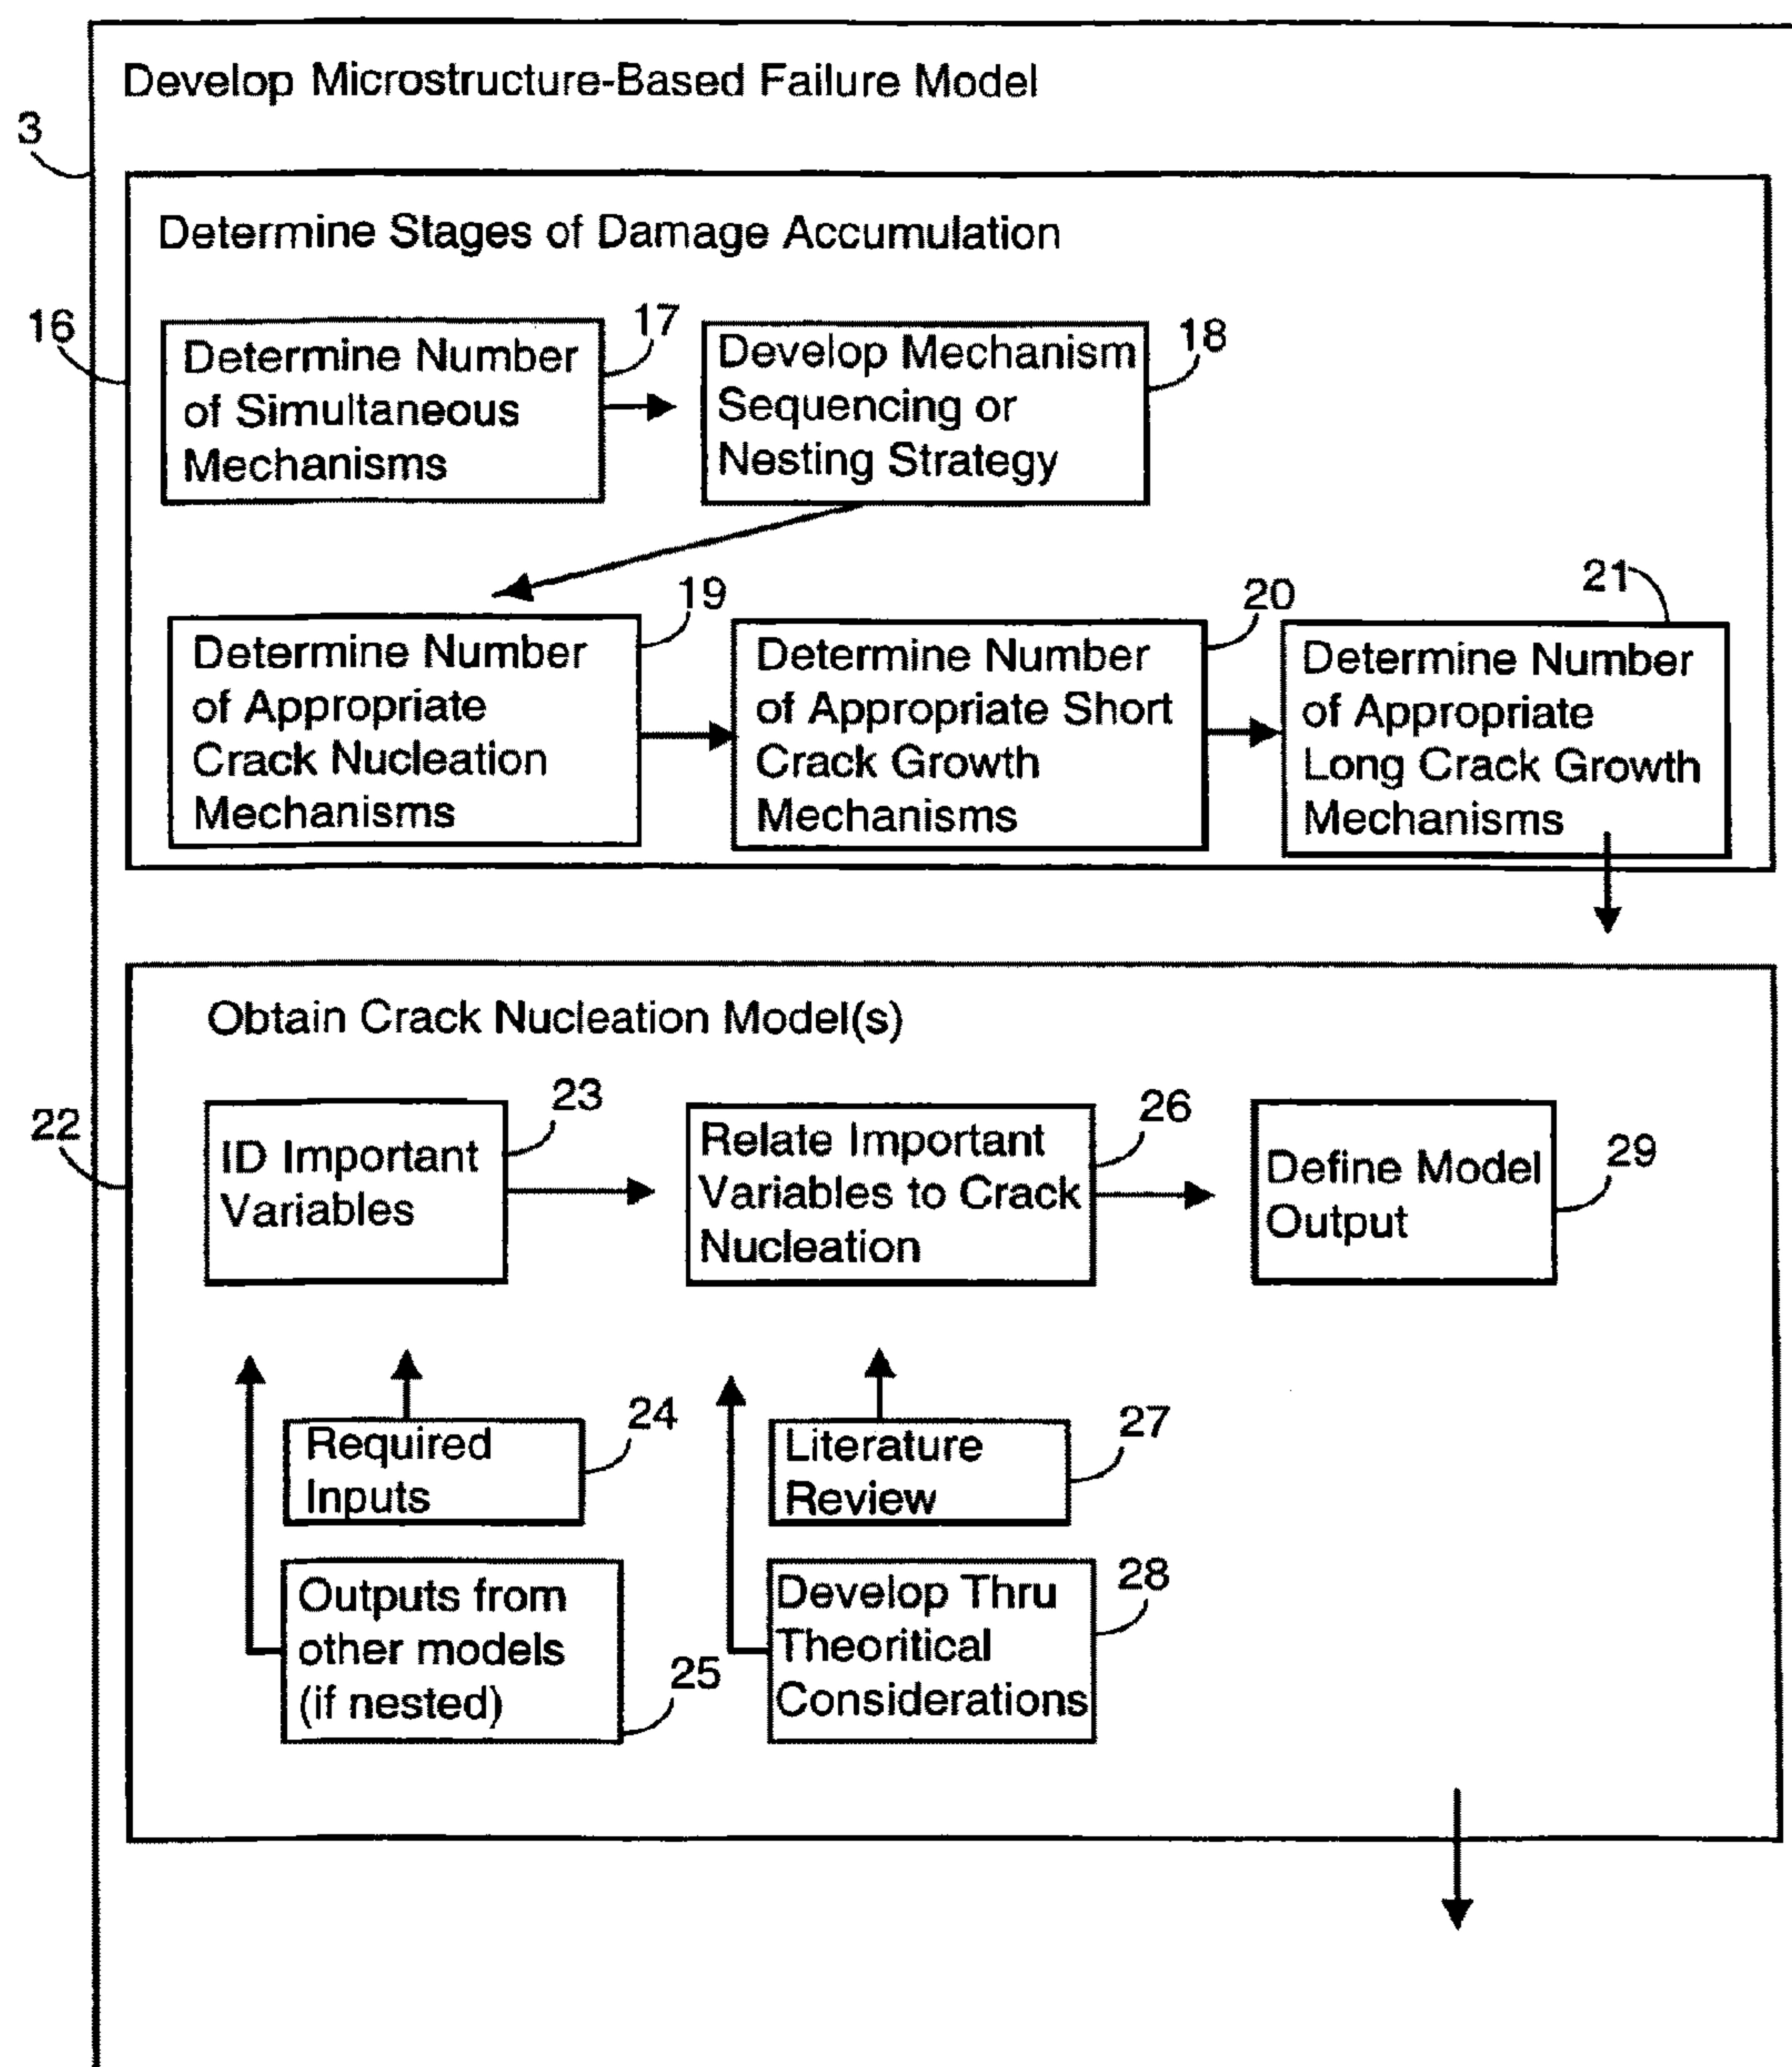 Develop Microstructure-Based Failure Model
3
Determine Stages of Damage Accumulation
16
17
Determine Number
of Simultaneous
Mechanisms
18
Develop Mechanism
Sequencing or
Nesting Strategy
19
Determine Number
of Appropriate
Crack Nucleation
Mechanisms
20
Determine Number
of Appropriate Short
Crack Growth
Mechanisms
21
Determine Number
of Appropriate
Long Crack Growth
Mechanisms
Obtain Crack Nucleation Model(s)
22
23
ID Important
Variables
26
Relate Important
Variables to Crack
Nucleation
29
Define Model
Output
24
Required
Inputs
27
Literature
Review
25
Outputs from
other models
(if nested)
28
Develop Thru
Theoritical
Considerations